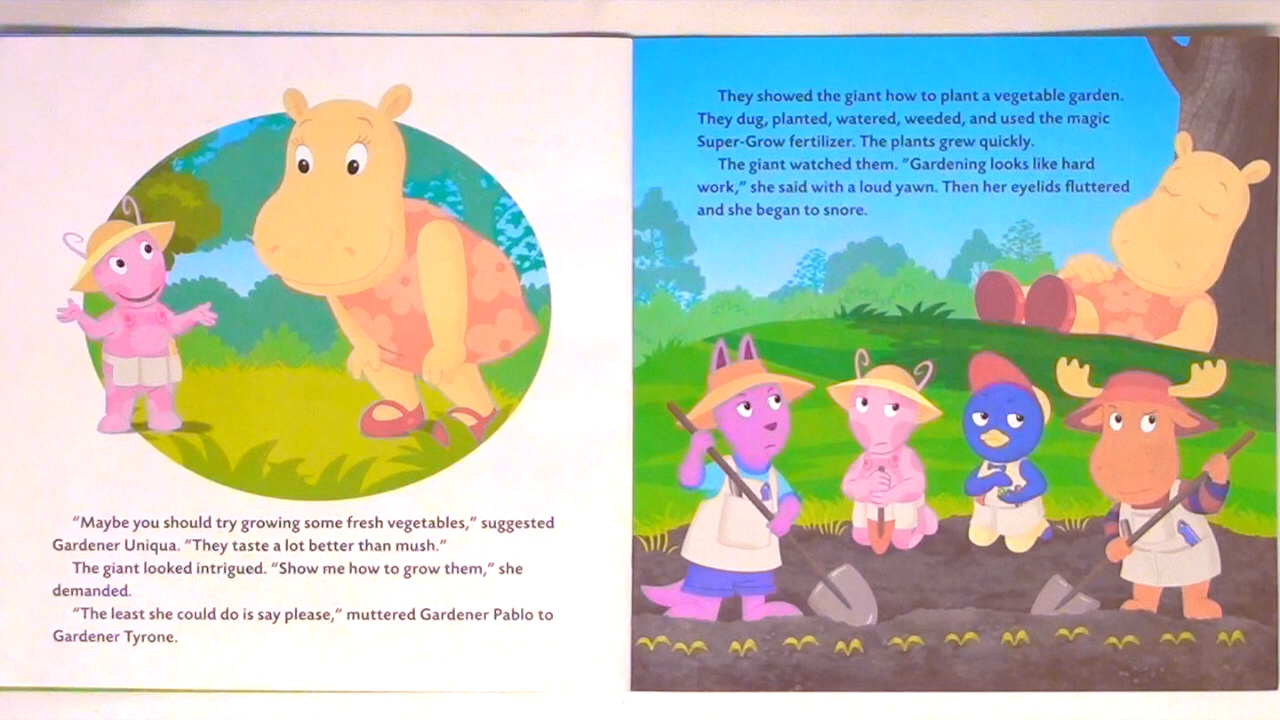 “Maybe you should try growing some fresh vegetables,” suggested
Gardener Uniqua. “They taste a lot better than mush.”
The giant looked intrigued. “Show me how to grow them,” she
demanded.
“The least she could do is say please,” muttered Gardener Pablo to
Gardener Tyrone.
They showed the giant how to plant a vegetable garden.
They dug, planted, watered, weeded, and used the magic
Super-Grow fertilizer. The plants grew quickly.
The giant watched them. “Gardening looks like hard
work,” she said with a loud yawn. Then her eyelids fluttered
and she began to snore.